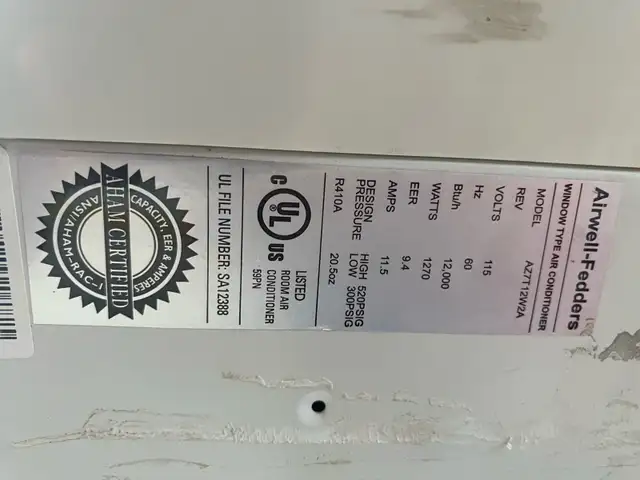 Airwell-Fedders
WINDOW TYPE AIR CONDITIONER
MODEL AZ7T12W2A
REV
VOLTS 115
Hz 60
Btu/h 12,000
WATTS 1270
EER 9.4
AMPS 11.5
DESIGN HIGH 520PSIG
PRESSURE LOW 300PSIG
R410A 20.5oz
C UL US
LISTED
ROOM AIR
CONDITIONER
59PN
UL FILE NUMBER: SA12388
CAPACITY, EER & AMPERES
AHAM CERTIFIED
ANSI/AHAM-RAC-1